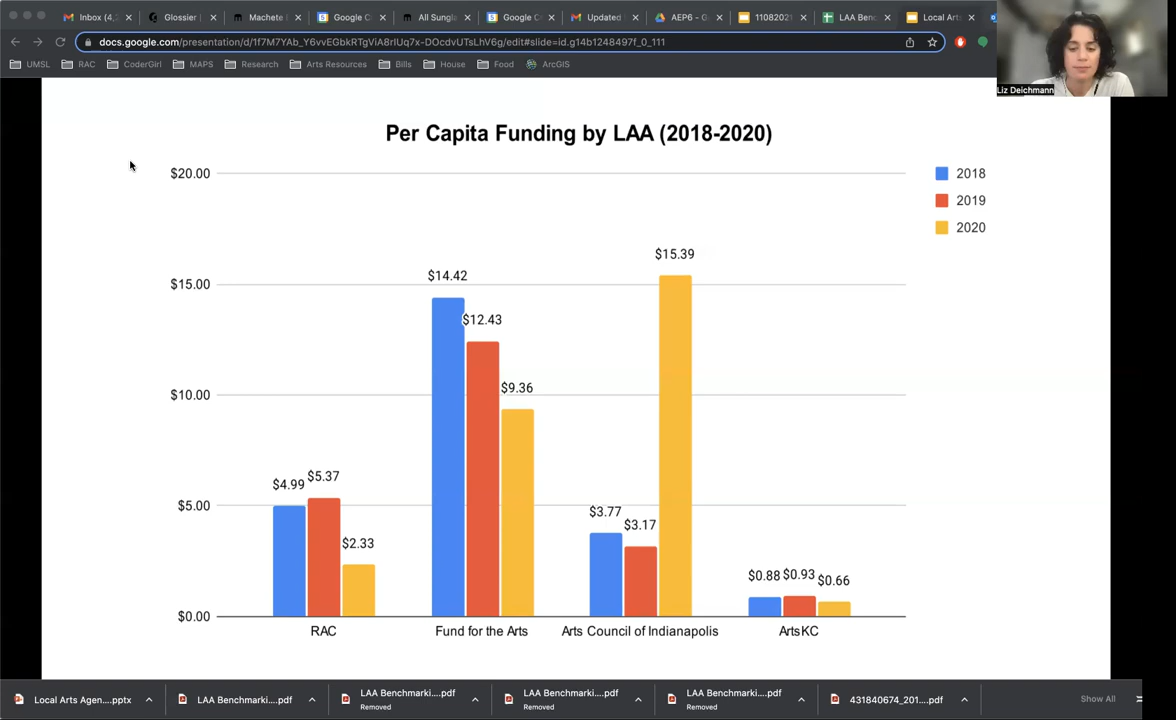 Inbox (4,
Glossier |
Machete
Google C
All Sungla
Google C
Updated
AEP6 - G
11082021
LAA Ben
Local Art
docs.google.com/presentation/d/1f7M7YAb_Y6vvEGbkRTgViA8rIUq7x-DOcdvUTsLhV6g/edit#slide=id.g14b1248497f_0_111
UMSL
RAC
CoderGirl
MAPS
Research
Arts Resources
Bills
House
Food
ArcGIS
Liz Deichmann
Per Capita Funding by LAA (2018-2020)
$20.00
$15.00
$10.00
$5.00
$0.00
2018
2019
2020
$4.99
$5.37
$2.33
$14.42
$12.43
$9.36
$3.77
$3.17
$15.39
$0.88
$0.93
$0.66
RAC
Fund for the Arts
Arts Council of Indianapolis
ArtsKC
Local Arts Agen....pptx
LAA Benchmarki....pdf
LAA Benchmarki....pdf
Removed
LAA Benchmarki....pdf
Removed
LAA Benchmarki....pdf
Removed
431840674_201....pdf
Show All